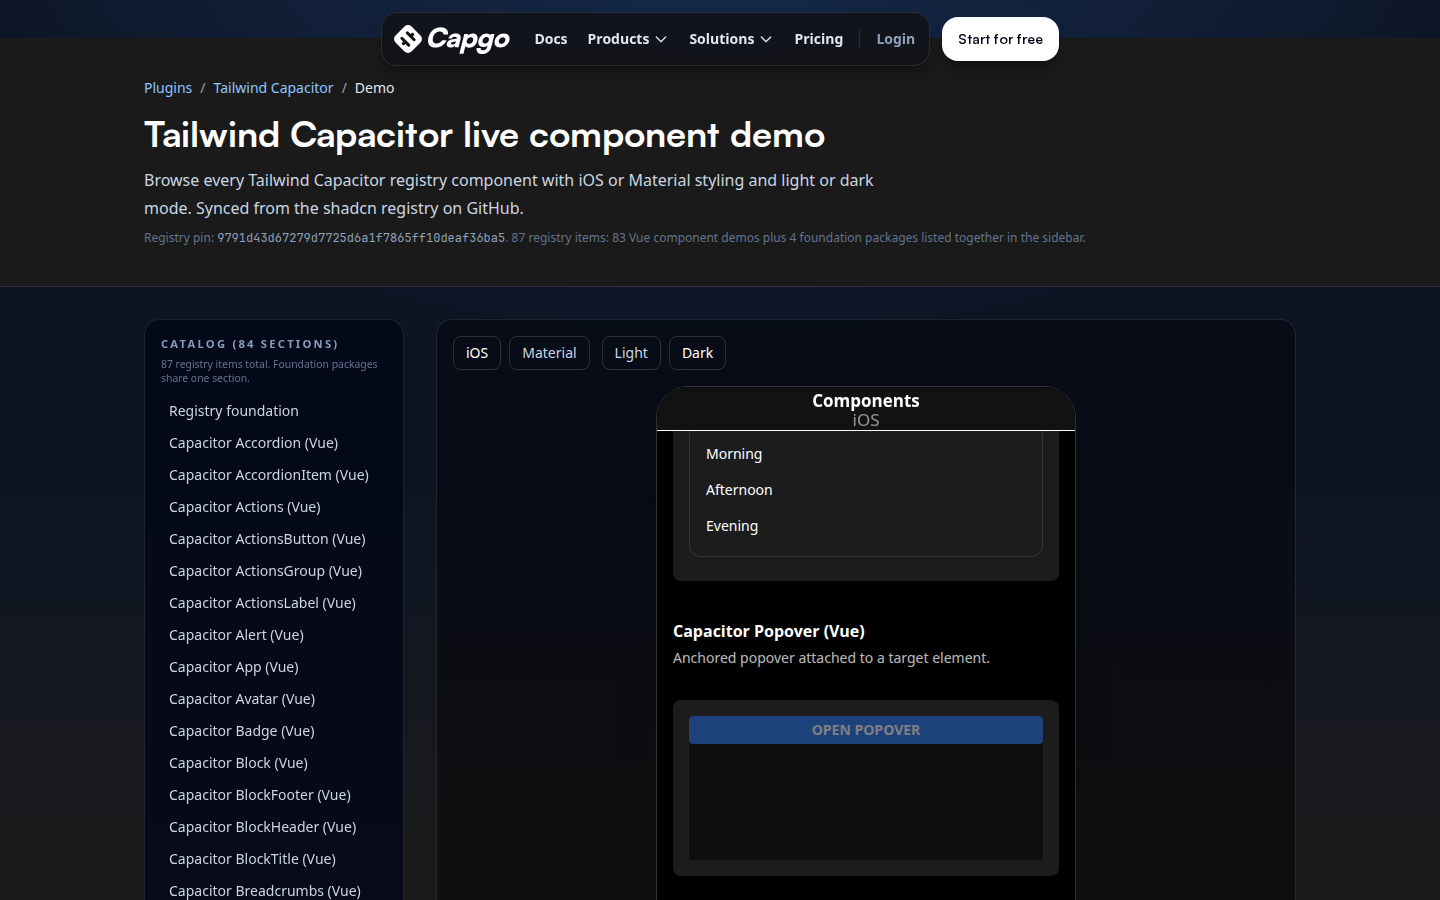 Capgo
Docs
Products
Solutions
Pricing
Login
Start for free
Plugins / Tailwind Capacitor / Demo
Tailwind Capacitor live component demo
Browse every Tailwind Capacitor registry component with iOS or Material styling and light or dark
mode. Synced from the shadcn registry on GitHub.
Registry pin: 9791d43d67279d7725d6a1f7865ff10deaf36ba5. 87 registry items: 83 Vue component demos plus 4 foundation packages listed together in the sidebar.
CATALOG (84 SECTIONS)
87 registry items total. Foundation packages
share one section.
Registry foundation
Capacitor Accordion (Vue)
Capacitor AccordionItem (Vue)
Capacitor Actions (Vue)
Capacitor ActionsButton (Vue)
Capacitor ActionsGroup (Vue)
Capacitor ActionsLabel (Vue)
Capacitor Alert (Vue)
Capacitor App (Vue)
Capacitor Avatar (Vue)
Capacitor Badge (Vue)
Capacitor Block (Vue)
Capacitor BlockFooter (Vue)
Capacitor BlockHeader (Vue)
Capacitor BlockTitle (Vue)
Capacitor Breadcrumbs (Vue)
iOS
Material
Light
Dark
Components
iOS
Morning
Afternoon
Evening
Capacitor Popover (Vue)
Anchored popover attached to a target element.
OPEN POPOVER